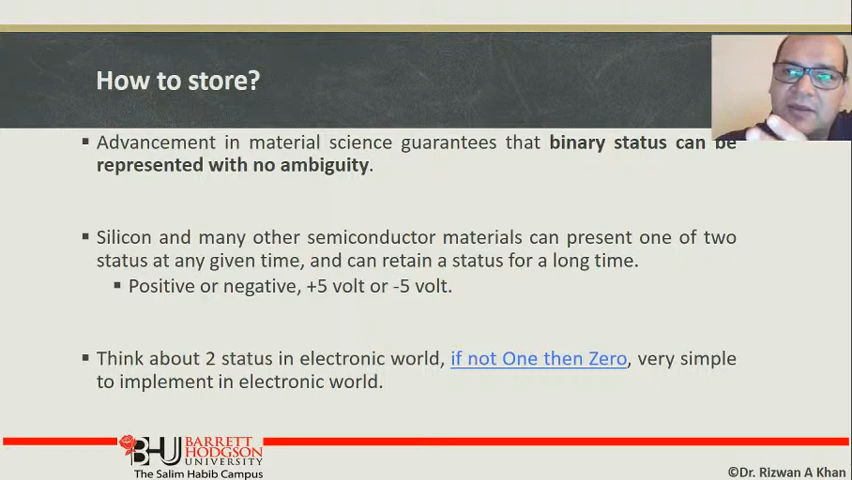 How to store?
▪ Advancement in material science guarantees that binary status can be
represented with no ambiguity.
▪ Silicon and many other semiconductor materials can present one of two
status at any given time, and can retain a status for a long time.
▪ Positive or negative, +5 volt or -5 volt.
▪ Think about 2 status in electronic world, if not One then Zero, very simple
to implement in electronic world.
BHU BARRETT
HODGSON
UNIVERSITY
The Salim Habib Campus
©Dr. Rizwan A Khan